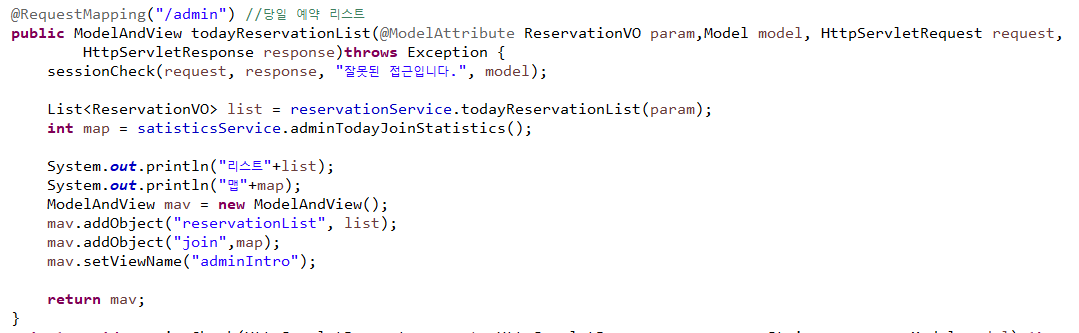 @RequestMapping("/admin") //당일 예약 리스트
public ModelAndView todayReservationList(@ModelAttribute ReservationVO param,Model model, HttpServletRequest request,
HttpServletResponse response)throws Exception {
sessionCheck(request, response, "잘못된 접근입니다.", model);
List<ReservationVO> list = reservationService.todayReservationList(param);
int map = satisticsService.adminTodayJoinStatistics();
System.out.println("리스트"+list);
System.out.println("맵"+map);
ModelAndView mav = new ModelAndView();
mav.addObject("reservationList", list);
mav.addObject("join",map);
mav.setViewName("adminIntro");
return mav;
}